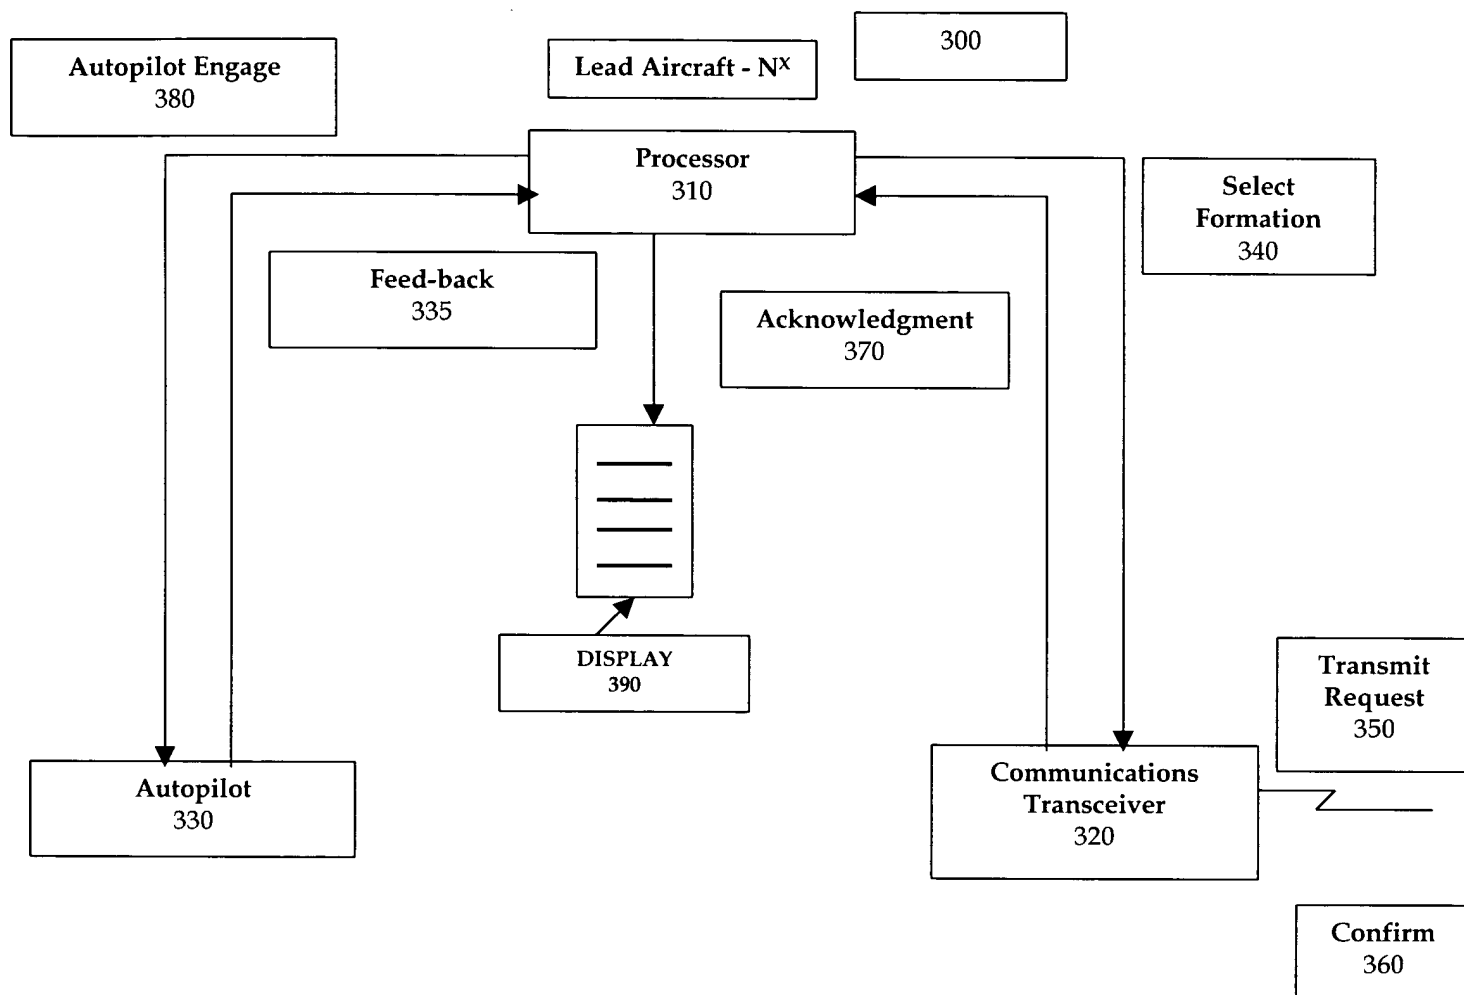 300
Lead Aircraft - Nˣ
Autopilot Engage
380
Processor
310
Select
Formation
340
Feed-back
335
Acknowledgment
370
DISPLAY
390
Transmit
Request
350
Autopilot
330
Communications
Transceiver
320
Confirm
360